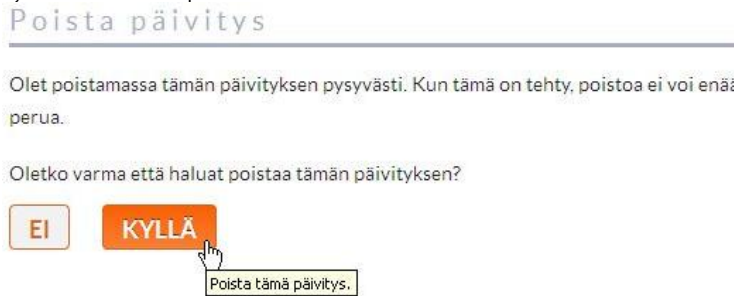 Poista päivitys
Olet poistamassa tämän päivityksen pysyvästi. Kun tämä on tehty, poistoa ei voi enää
perua.
Oletko varma että haluat poistaa tämän päivityksen?
EI KYLLÄ
Poista tämä päivitys.